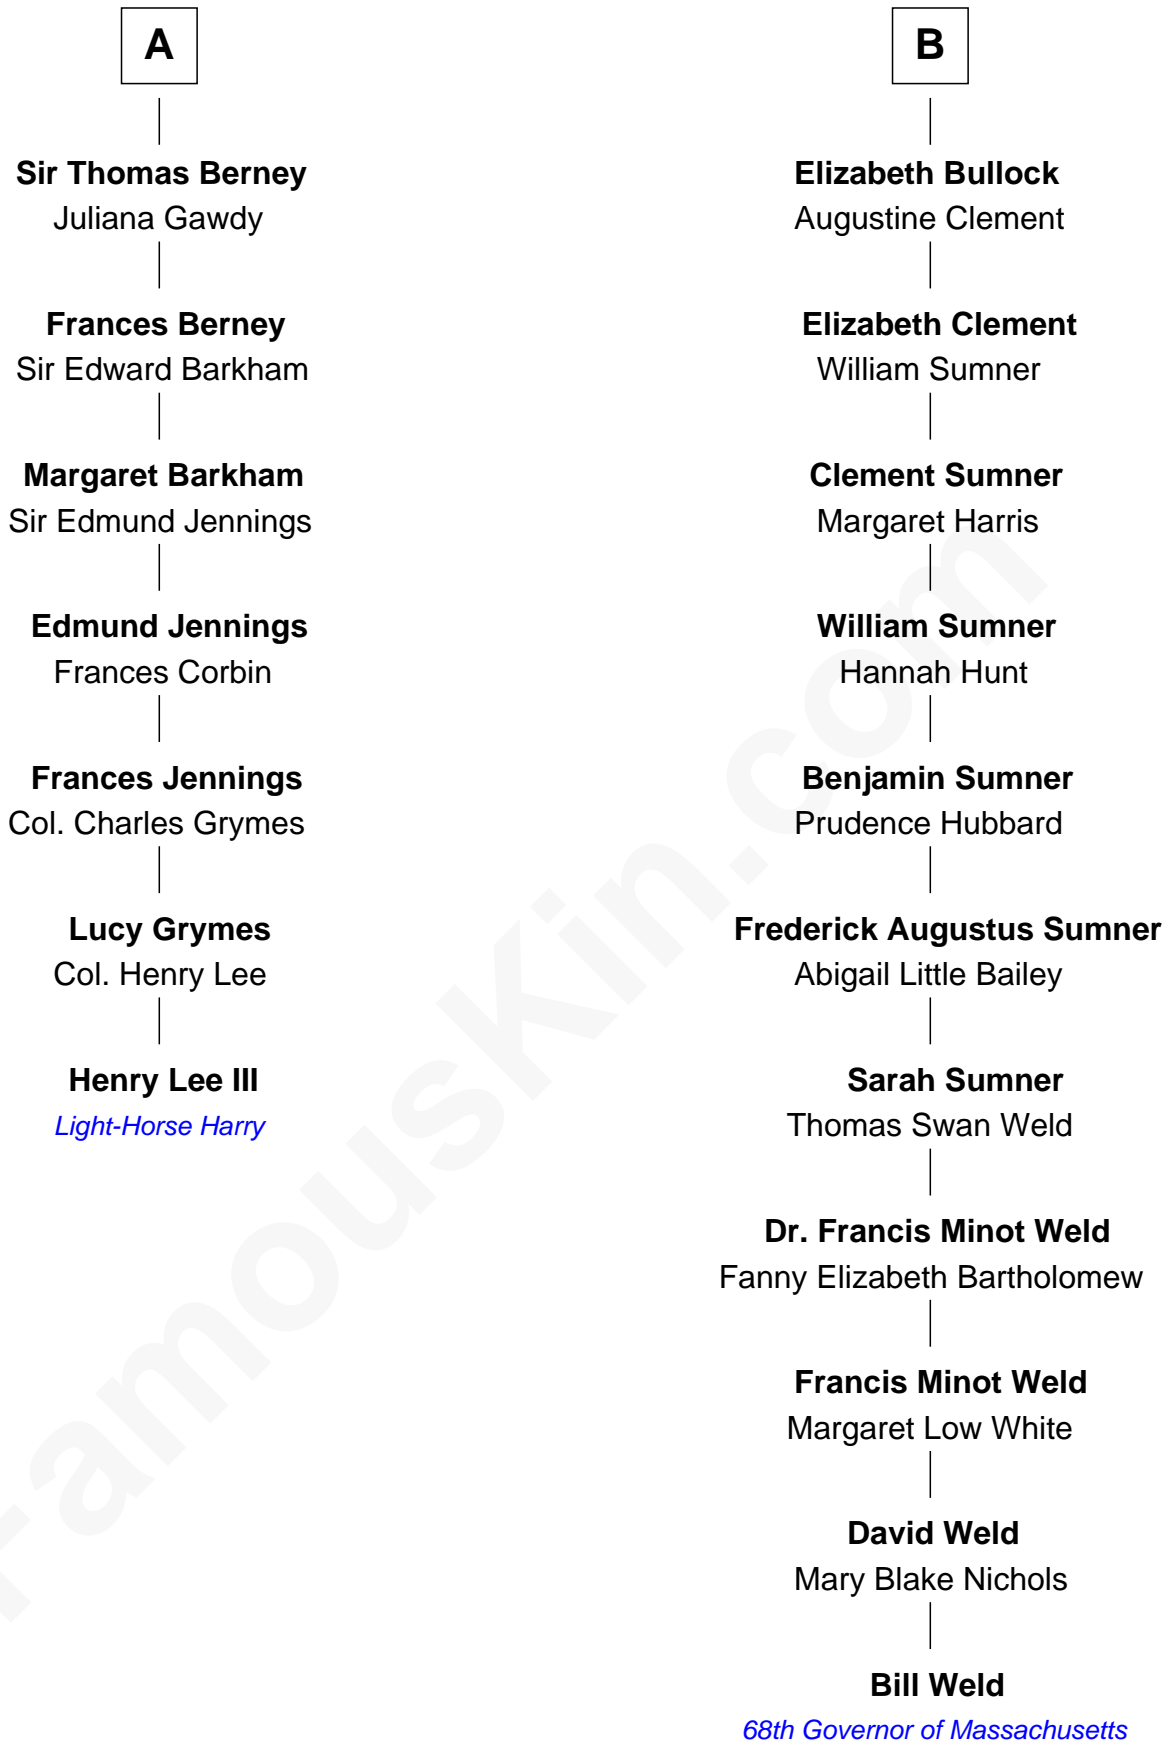 A
Sir Thomas Berney
Juliana Gawdy
Frances Berney
Sir Edward Barkham
Margaret Barkham
Sir Edmund Jennings
Edmund Jennings
Frances Corbin
Frances Jennings
Col. Charles Grymes
Lucy Grymes
Col. Henry Lee
Henry Lee III
Light-Horse Harry
B
Elizabeth Bullock
Augustine Clement
Elizabeth Clement
William Sumner
Clement Sumner
Margaret Harris
William Sumner
Hannah Hunt
Benjamin Sumner
Prudence Hubbard
Frederick Augustus Sumner
Abigail Little Bailey
Sarah Sumner
Thomas Swan Weld
Dr. Francis Minot Weld
Fanny Elizabeth Bartholomew
Francis Minot Weld
Margaret Low White
David Weld
Mary Blake Nichols
Bill Weld
68th Governor of Massachusetts
FamousKin.com